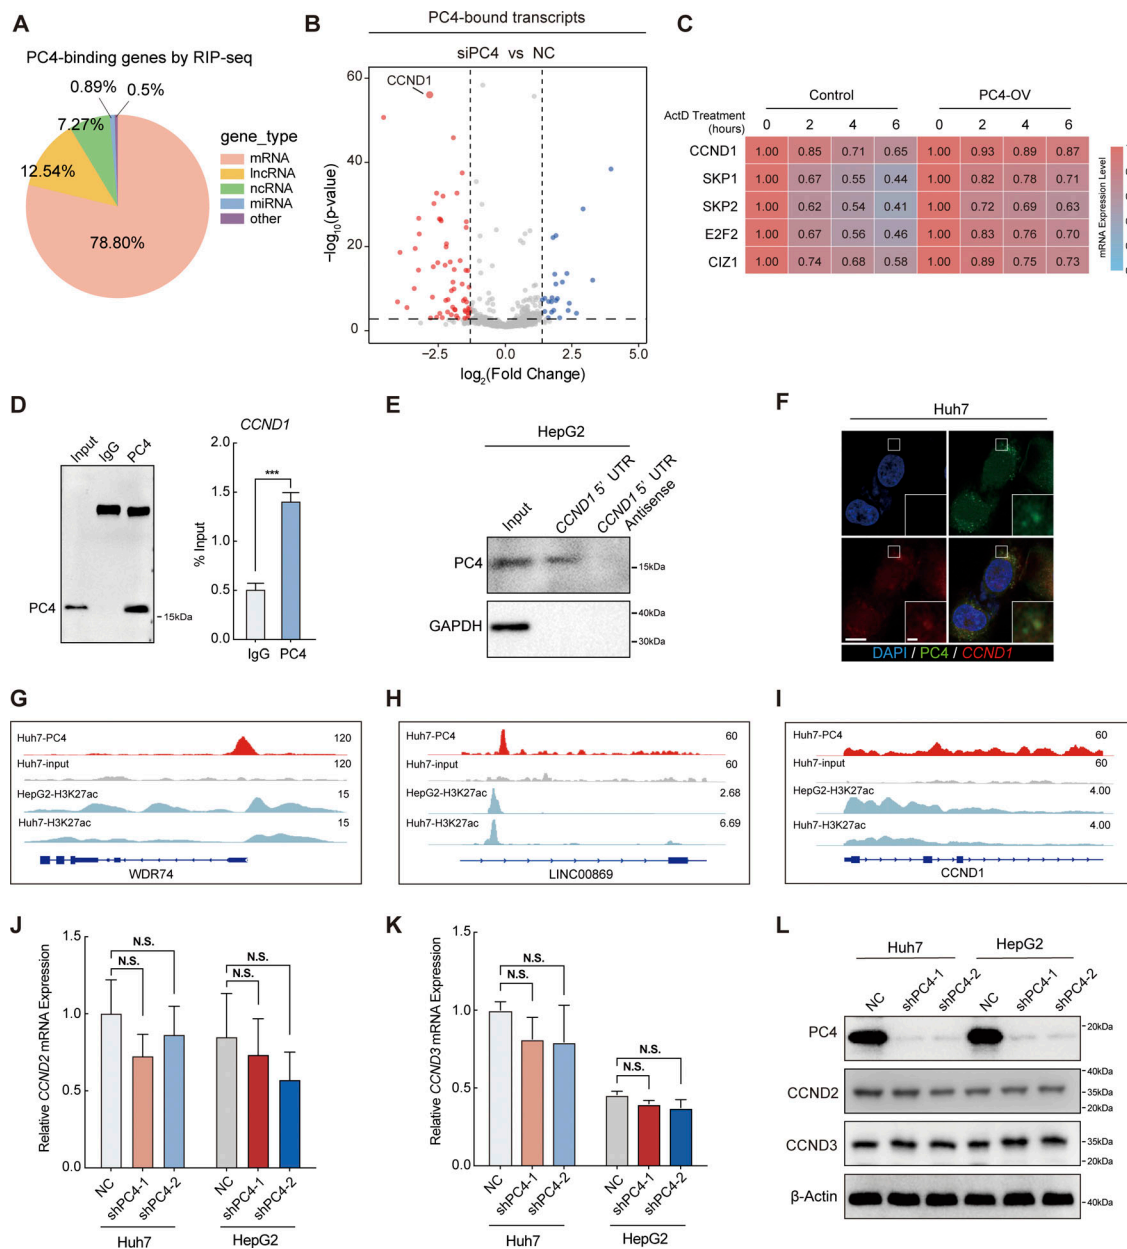 A
PC4-binding genes by RIP-seq
0.89%
0.5%
7.27%
12.54%
78.80%
gene_type
mRNA
lncRNA
ncRNA
miRNA
other
B
PC4-bound transcripts
siPC4 vs NC
CCND1
60
40
20
0
−log10(p-value)
−2.5 0.0 2.5 5.0
log2(Fold Change)
C
Control PC4-OV
ActD Treatment
(hours)
0 2 4 6 0 2 4 6
CCND1 1.00 0.85 0.71 0.65 1.00 0.93 0.89 0.87
SKP1 1.00 0.67 0.55 0.44 1.00 0.82 0.78 0.71
SKP2 1.00 0.62 0.54 0.41 1.00 0.72 0.69 0.63
E2F2 1.00 0.67 0.56 0.46 1.00 0.83 0.76 0.70
CIZ1 1.00 0.74 0.68 0.58 1.00 0.89 0.75 0.73
mRNA Expression Level
D
Input IgG PC4
PC4
15kDa
CCND1
2.0
1.5
1.0
0.5
0.0
% Input
***
IgG PC4
E
HepG2
Input
CCND1 5' UTR
CCND1 5' UTR
Antisense
PC4
15kDa
GAPDH
40kDa
30kDa
F
Huh7
DAPI / PC4 / CCND1
G
Huh7-PC4 120
Huh7-input 120
HepG2-H3K27ac 15
Huh7-H3K27ac 15
WDR74
H
Huh7-PC4 60
Huh7-input 60
HepG2-H3K27ac 2.68
Huh7-H3K27ac 6.69
LINC00869
I
Huh7-PC4 60
Huh7-input 60
HepG2-H3K27ac 4.00
Huh7-H3K27ac 4.00
CCND1
J
Relative CCND2 mRNA Expression
1.5
1.0
0.5
0.0
N.S.
N.S.
N.S.
N.S.
NC shPC4-1 shPC4-2 NC shPC4-1 shPC4-2
Huh7 HepG2
K
Relative CCND3 mRNA Expression
1.5
1.0
0.5
0.0
N.S.
N.S.
N.S.
N.S.
NC shPC4-1 shPC4-2 NC shPC4-1 shPC4-2
Huh7 HepG2
L
Huh7 HepG2
NC shPC4-1 shPC4-2 NC shPC4-1 shPC4-2
PC4
20kDa
CCND2
40kDa
35kDa
20kDa
CCND3
35kDa
20kDa
β-Actin
40kDa